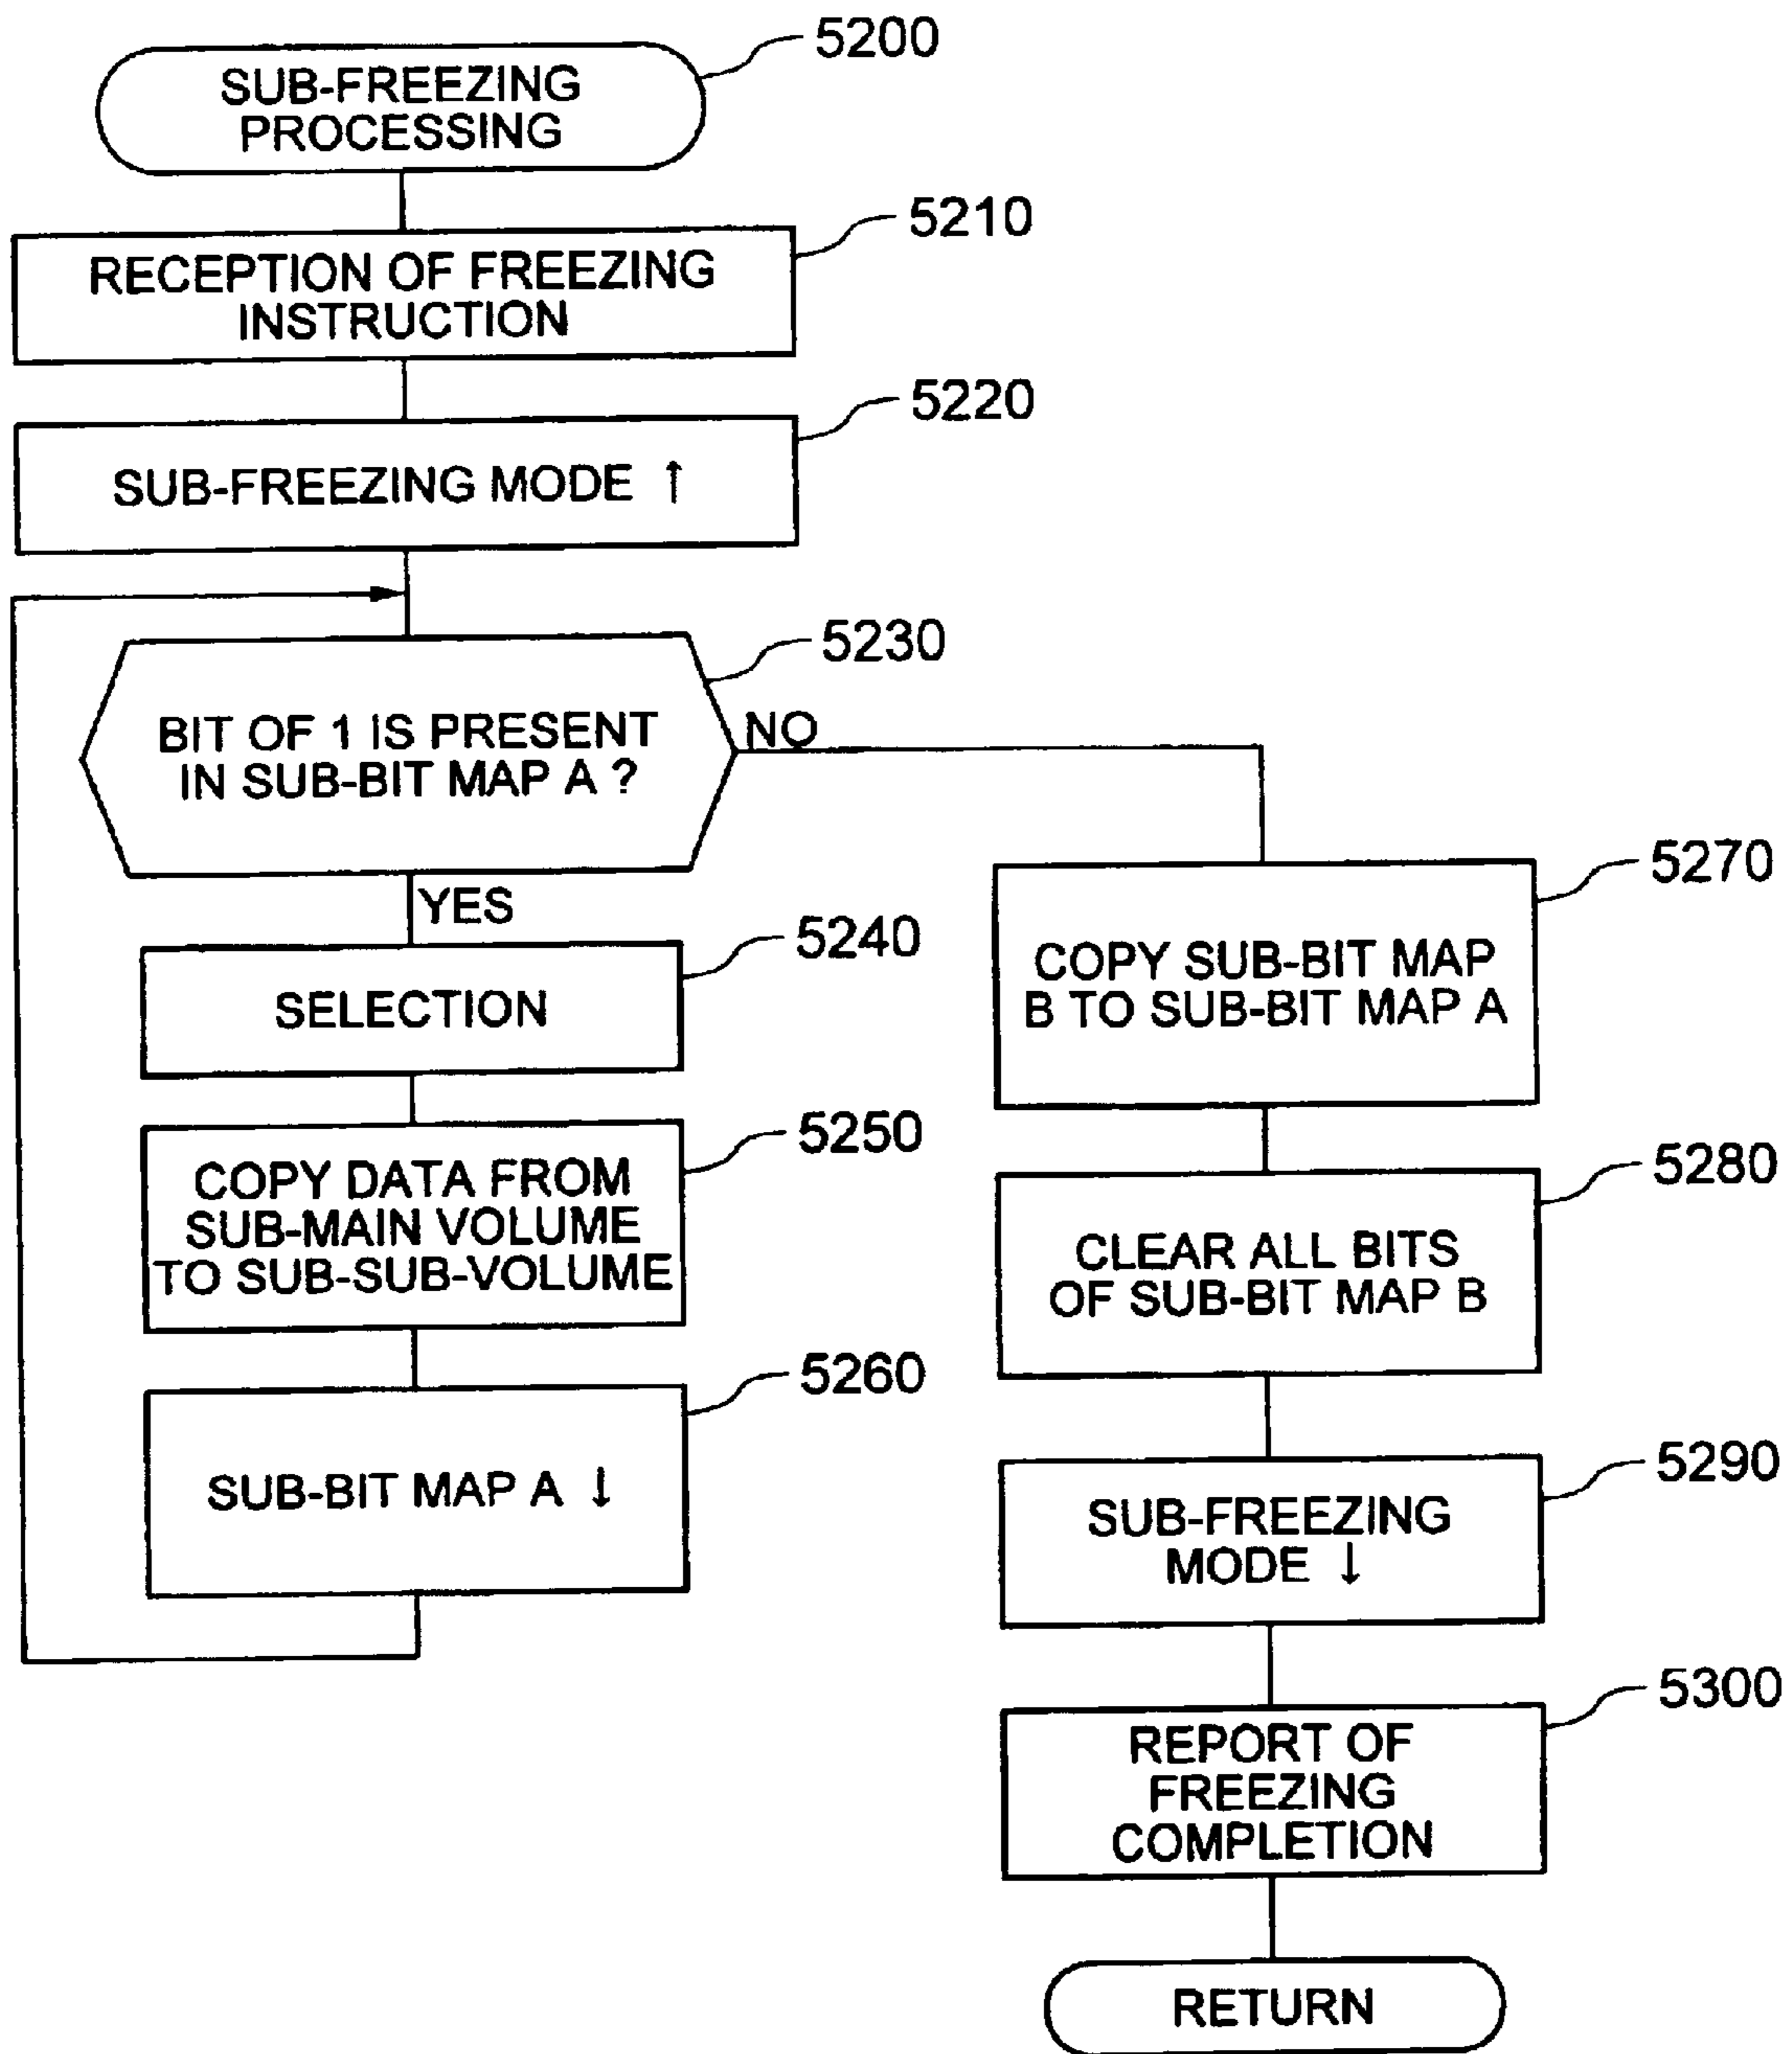 5200
SUB-FREEZING
PROCESSING
5210
RECEPTION OF FREEZING
INSTRUCTION
5220
SUB-FREEZING MODE ↑
5230
BIT OF 1 IS PRESENT
IN SUB-BIT MAP A ?
NO
YES
5240
SELECTION
5250
COPY DATA FROM
SUB-MAIN VOLUME
TO SUB-SUB-VOLUME
5260
SUB-BIT MAP A ↓
5270
COPY SUB-BIT MAP
B TO SUB-BIT MAP A
5280
CLEAR ALL BITS
OF SUB-BIT MAP B
5290
SUB-FREEZING
MODE ↓
5300
REPORT OF
FREEZING
COMPLETION
RETURN